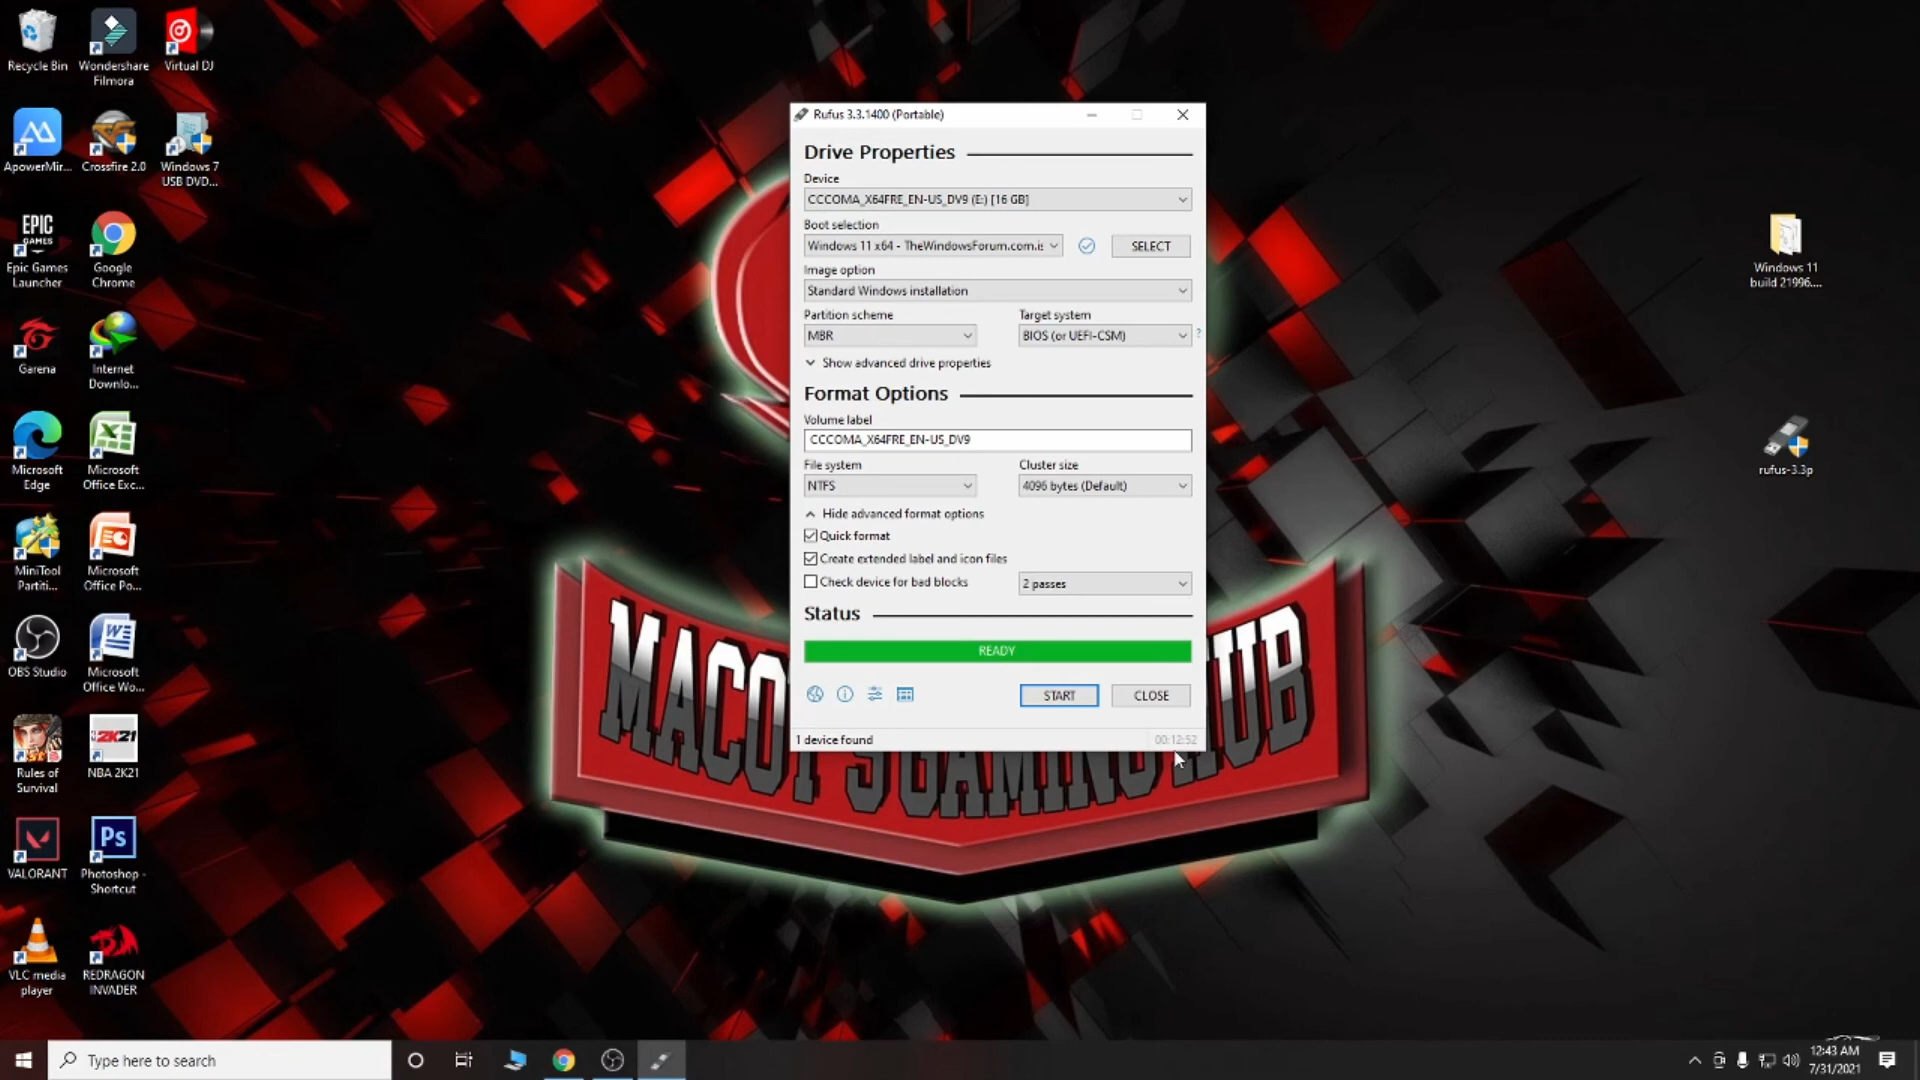 Recycle Bin
Wondershare
Filmora
Virtual DJ
ApowerMir...
Crossfire 2.0
Windows 7
USB DVD...
EPIC
GAMES
Epic Games
Launcher
Google
Chrome
Garena
Internet
Downlo...
Microsoft
Edge
Microsoft
Office Exc...
MiniTool
Partiti...
Microsoft
Office Po...
OBS Studio
Microsoft
Office Wo...
Rules of
Survival
2K21
NBA 2K21
VALORANT
Ps
Photoshop -
Shortcut
VLC media
player
REDRAGON
INVADER
Rufus 3.3.1400 (Portable)
Drive Properties
Device
CCCOMA_X64FRE_EN-US_DV9 (E:) [16 GB]
Boot selection
Windows 11 x64 - TheWindowsForum.com.i
SELECT
Image option
Standard Windows installation
Partition scheme
Target system
MBR
BIOS (or UEFI-CSM)
?
Show advanced drive properties
Format Options
Volume label
CCCOMA_X64FRE_EN-US_DV9
File system
Cluster size
NTFS
4096 bytes (Default)
Hide advanced format options
Quick format
Create extended label and icon files
Check device for bad blocks
2 passes
Status
READY
START
CLOSE
1 device found
00:12:52
Windows 11
build 21996....
rufus-3.3p
MACOY'S GAMING HUB
Type here to search
12:43 AM
7/31/2021